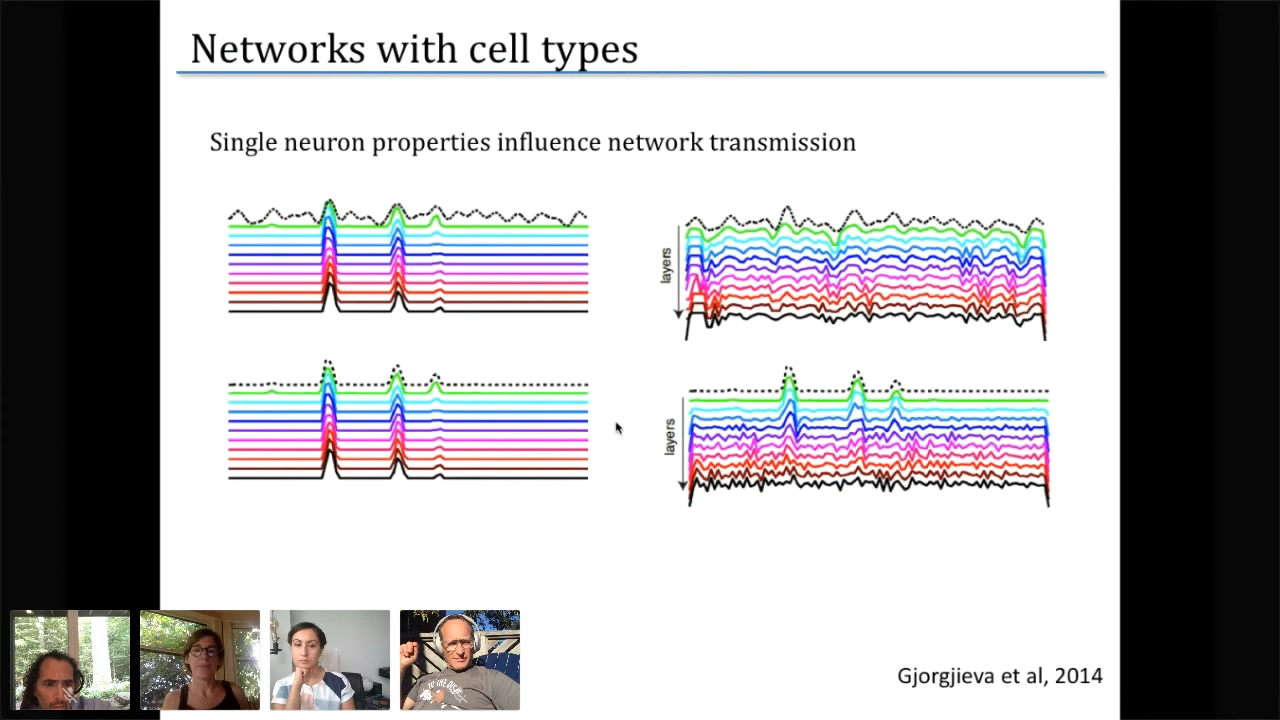 Networks with cell types
Single neuron properties influence network transmission
layers
layers
Gjorgjieva et al, 2014